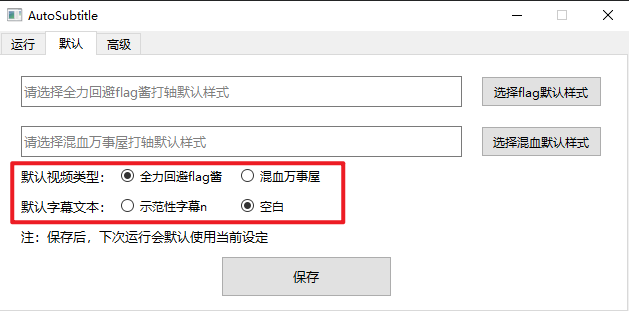 AutoSubtitle
运行 默认 高级
请选择全力回避flag酱打轴默认样式 选择flag默认样式
请选择混血万事屋打轴默认样式 选择混血默认样式
默认视频类型： 全力回避flag酱 混血万事屋
默认字幕文本： 示范性字幕n 空白
注：保存后，下次运行会默认使用当前设定
保存